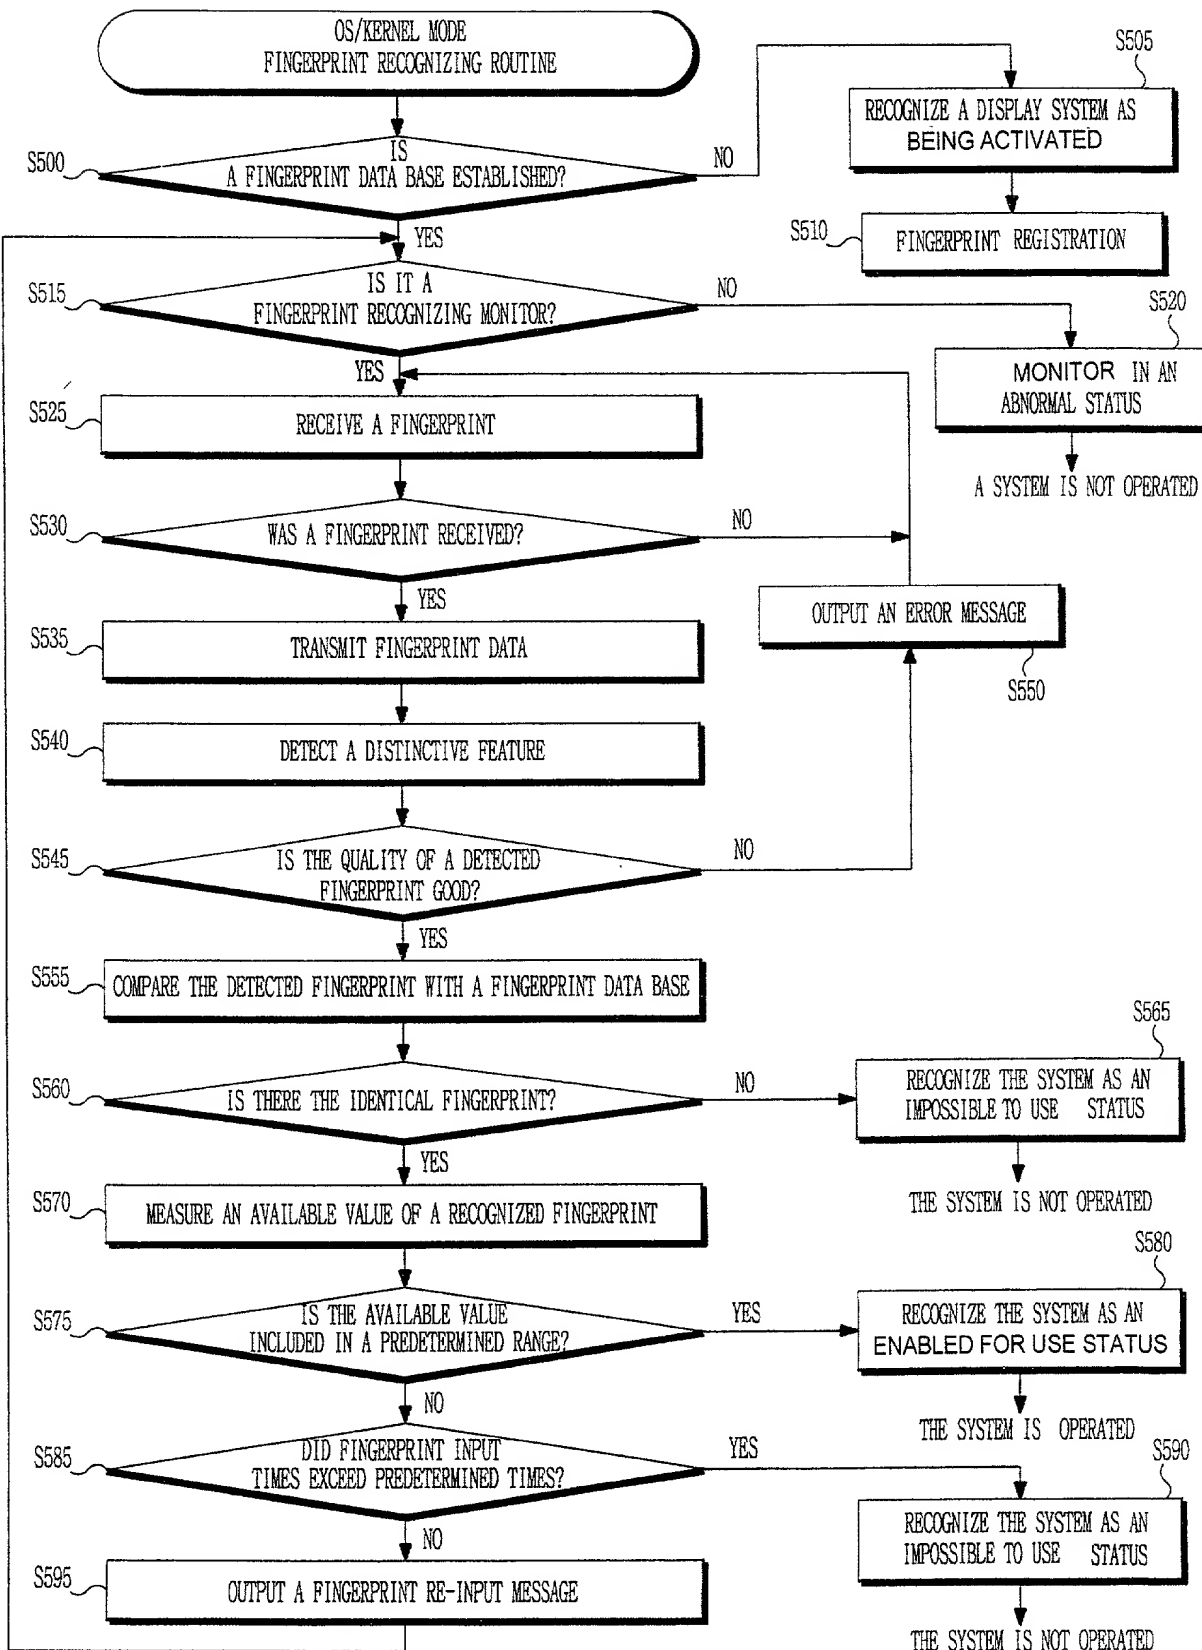 OS/KERNEL MODE
FINGERPRINT RECOGNIZING ROUTINE
S500
IS
A FINGERPRINT DATA BASE ESTABLISHED?
NO
YES
S505
RECOGNIZE A DISPLAY SYSTEM AS
BEING ACTIVATED
S510
FINGERPRINT REGISTRATION
S515
IS IT A
FINGERPRINT RECOGNIZING MONITOR?
NO
YES
S520
MONITOR IN AN
ABNORMAL STATUS
A SYSTEM IS NOT OPERATED
S525
RECEIVE A FINGERPRINT
S530
WAS A FINGERPRINT RECEIVED?
NO
YES
S535
TRANSMIT FINGERPRINT DATA
OUTPUT AN ERROR MESSAGE
S550
S540
DETECT A DISTINCTIVE FEATURE
S545
IS THE QUALITY OF A DETECTED
FINGERPRINT GOOD?
NO
YES
S555
COMPARE THE DETECTED FINGERPRINT WITH A FINGERPRINT DATA BASE
S560
IS THERE THE IDENTICAL FINGERPRINT?
NO
YES
S565
RECOGNIZE THE SYSTEM AS AN
IMPOSSIBLE TO USE STATUS
THE SYSTEM IS NOT OPERATED
S570
MEASURE AN AVAILABLE VALUE OF A RECOGNIZED FINGERPRINT
S575
IS THE AVAILABLE VALUE
INCLUDED IN A PREDETERMINED RANGE?
YES
NO
S580
RECOGNIZE THE SYSTEM AS AN
ENABLED FOR USE STATUS
THE SYSTEM IS OPERATED
S585
DID FINGERPRINT INPUT
TIMES EXCEED PREDETERMINED TIMES?
YES
NO
S590
RECOGNIZE THE SYSTEM AS AN
IMPOSSIBLE TO USE STATUS
THE SYSTEM IS NOT OPERATED
S595
OUTPUT A FINGERPRINT RE-INPUT MESSAGE